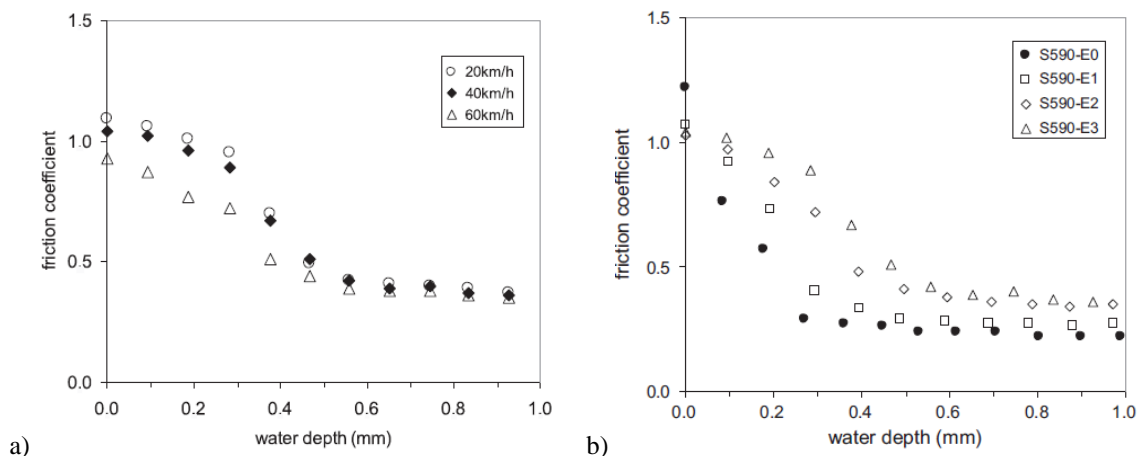 1.5
1.0
0.5
0.0
friction coefficient
20km/h
40km/h
60km/h
0.0 0.2 0.4 0.6 0.8 1.0
water depth (mm)
a)
1.5
1.0
0.5
0.0
friction coefficient
S590-E0
S590-E1
S590-E2
S590-E3
0.0 0.2 0.4 0.6 0.8 1.0
water depth (mm)
b)